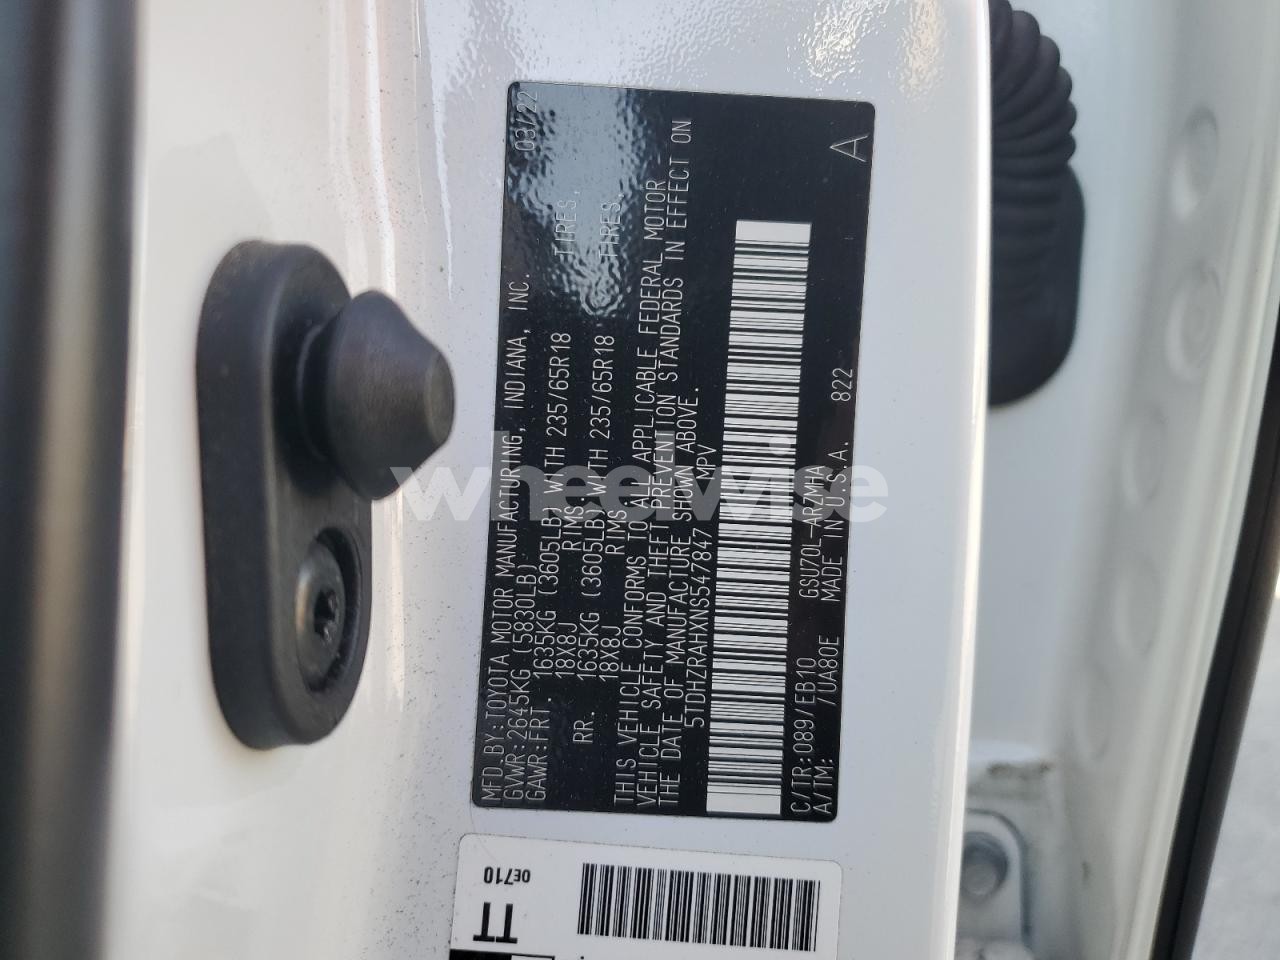 MFD.BY:TOYOTA MOTOR MANUFACTURING, INDIANA, INC. 03/22
GVWR:2645KG (5830LB)
GAWR:FRT. 1635KG (3605LB) WITH 235/65R18 TIRES,
18X8J RIMS,
RR. 1635KG (3605LB) WITH 235/65R18 TIRES,
18X8J RIMS
THIS VEHICLE CONFORMS TO ALL APPLICABLE FEDERAL MOTOR
VEHICLE SAFETY AND THEFT PREVENTION STANDARDS IN EFFECT ON
THE DATE OF MANUFACTURE SHOWN ABOVE.
5TDHZRAHXNS547847 MPV
C/TR:089/EB10 GSU70L-ARZMHA
A/TM: /UA80E MADE IN U.S.A. 822 A
0E710
TT
wheelwise